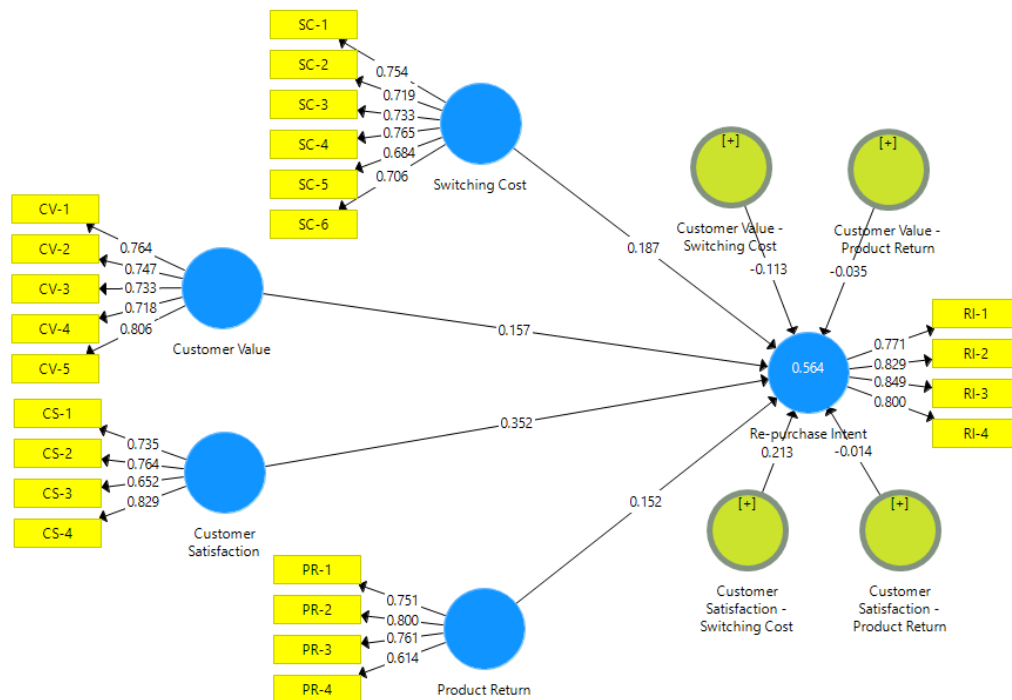 SC-1
SC-2
SC-3
SC-4
SC-5
SC-6
0.754
0.719
0.733
0.765
0.684
0.706
Switching Cost
0.187
CV-1
CV-2
CV-3
CV-4
CV-5
0.764
0.747
0.733
0.718
0.806
Customer Value
0.157
CS-1
CS-2
CS-3
CS-4
0.735
0.764
0.652
0.829
Customer
Satisfaction
0.352
PR-1
PR-2
PR-3
PR-4
0.751
0.800
0.761
0.614
Product Return
0.152
[+]
Customer Value -
Switching Cost
-0.113
[+]
Customer Value -
Product Return
-0.035
0.564
Re-purchase Intent
0.771
0.829
0.849
0.800
RI-1
RI-2
RI-3
RI-4
0.213
[+]
Customer
Satisfaction -
Switching Cost
-0.014
[+]
Customer
Satisfaction -
Product Return